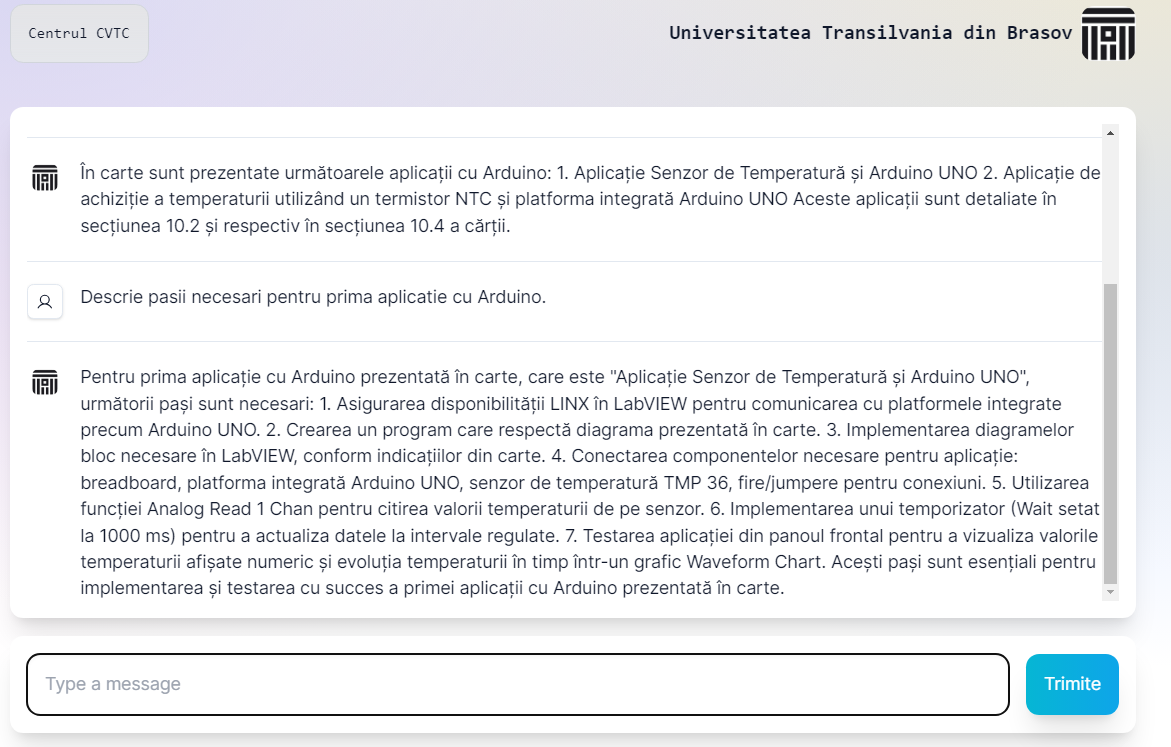 Centrul CVTC
Universitatea Transilvania din Brasov
În carte sunt prezentate următoarele aplicații cu Arduino: 1. Aplicație Senzor de Temperatură și Arduino UNO 2. Aplicație de
achiziție a temperaturii utilizând un termistor NTC și platforma integrată Arduino UNO Aceste aplicații sunt detaliate în
secțiunea 10.2 și respectiv în secțiunea 10.4 a cărții.
Descrie pasii necesari pentru prima aplicatie cu Arduino.
Pentru prima aplicație cu Arduino prezentată în carte, care este "Aplicație Senzor de Temperatură și Arduino UNO",
următorii pași sunt necesari: 1. Asigurarea disponibilității LINX în LabVIEW pentru comunicarea cu platformele integrate
precum Arduino UNO. 2. Crearea un program care respectă diagrama prezentată în carte. 3. Implementarea diagramelor
bloc necesare în LabVIEW, conform indicațiilor din carte. 4. Conectarea componentelor necesare pentru aplicație:
breadboard, platforma integrată Arduino UNO, senzor de temperatură TMP 36, fire/jumpere pentru conexiuni. 5. Utilizarea
funcției Analog Read 1 Chan pentru citirea valorii temperaturii de pe senzor. 6. Implementarea unui temporizator (Wait setat
la 1000 ms) pentru a actualiza datele la intervale regulate. 7. Testarea aplicației din panoul frontal pentru a vizualiza valorile
temperaturii afișate numeric și evoluția temperaturii în timp într-un grafic Waveform Chart. Acești pași sunt esențiali pentru
implementarea și testarea cu succes a primei aplicații cu Arduino prezentată în carte.
Type a message
Trimite